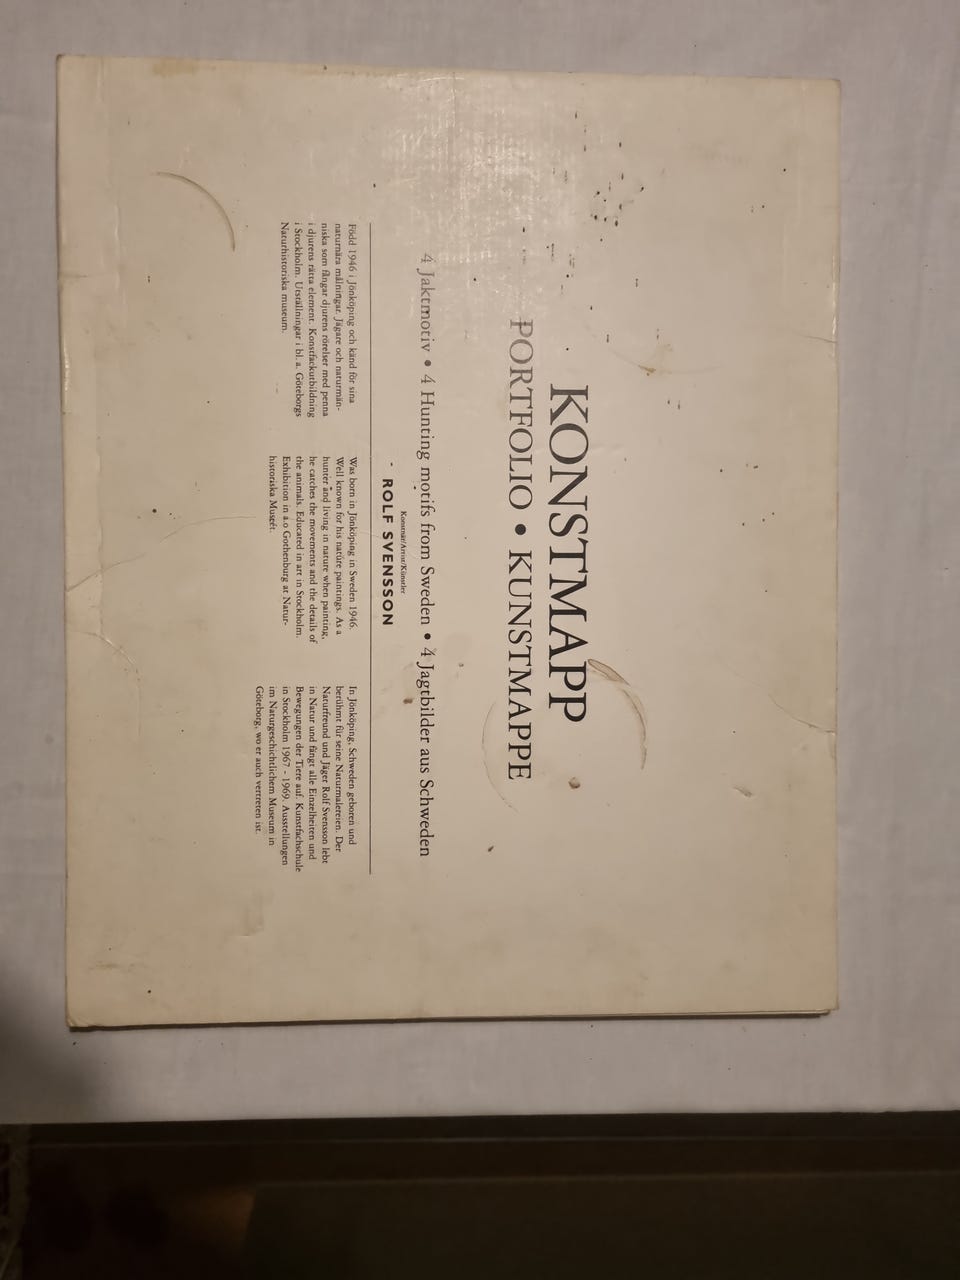 KONSTMAPP
PORTFOLIO • KUNSTMAPPE
4 Jaktmotiv • 4 Hunting motifs from Sweden • 4 Jagtbilder aus Schweden
Konstnär/Artist/Künstler
ROLF SVENSSON
Född 1946 i Jönköping och känd för sina
naturnära målningar. Jägare och naturmän-
niska som fångar djurens rörelser med penna
i djurens rätta element. Konstfackutbildning
i Stockholm. Utställningar i bl. a. Göteborgs
Naturhistoriska museum.
Was born in Jönköping in Sweden 1946.
Well known for his nature paintings. As a
hunter and living in nature when painting,
he catches the movements and the details of
the animals. Educated in art in Stockholm.
Exhibition in a.o Gothenburg at Natur-
historiska Muséet.
In Jönköping, Schweden geboren und
berühmt für seine Naturmalereien. Der
Naturfreund und Jäger Rolf Svensson lebt
in Natur und fängt alle Einzelheiten und
Bewegungen der Tiere auf. Kunstfachschule
in Stockholm 1967 - 1969. Ausstellungen
im Naturgeschichtlichem Museum in
Göteborg, wo er auch vertreten ist.